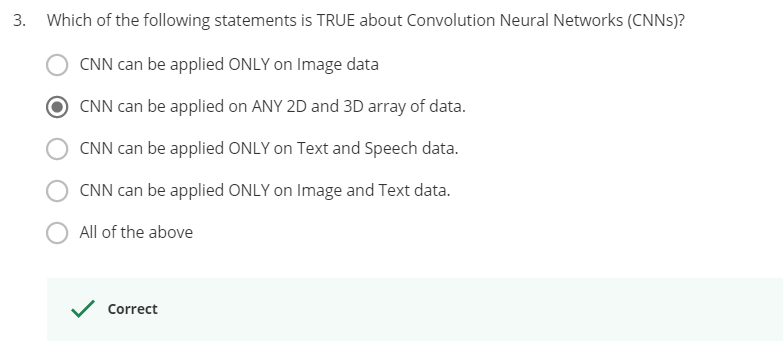 3. Which of the following statements is TRUE about Convolution Neural Networks (CNNs)?
CNN can be applied ONLY on Image data
CNN can be applied on ANY 2D and 3D array of data.
CNN can be applied ONLY on Text and Speech data.
CNN can be applied ONLY on Image and Text data.
All of the above
Correct